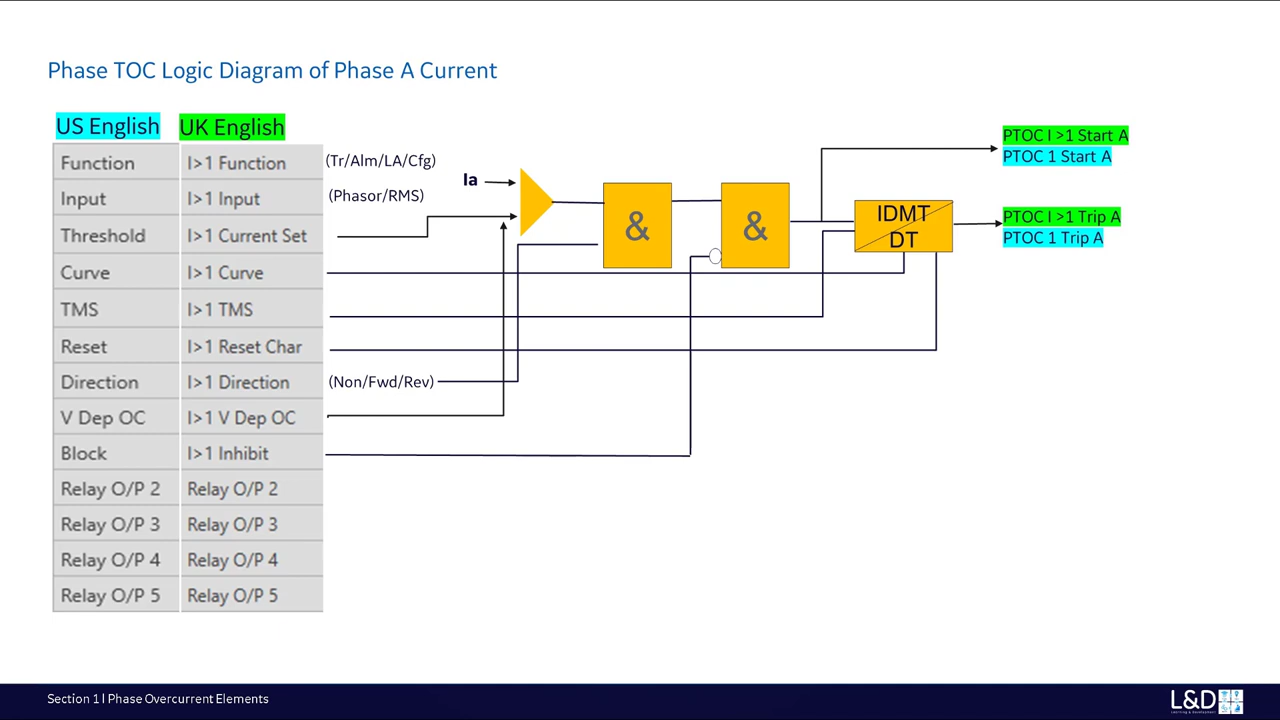 Phase TOC Logic Diagram of Phase A Current
US English UK English
Function I>1 Function (Tr/Alm/LA/Cfg)
Input I>1 Input (Phasor/RMS)
Threshold I>1 Current Set
Curve I>1 Curve
TMS I>1 TMS
Reset I>1 Reset Char
Direction I>1 Direction (Non/Fwd/Rev)
V Dep OC I>1 V Dep OC
Block I>1 Inhibit
Relay O/P 2 Relay O/P 2
Relay O/P 3 Relay O/P 3
Relay O/P 4 Relay O/P 4
Relay O/P 5 Relay O/P 5
Ia
&
&
IDMT
DT
PTOC I >1 Start A
PTOC 1 Start A
PTOC I >1 Trip A
PTOC 1 Trip A
Section 1 I Phase Overcurrent Elements
L&D
Learning & Development